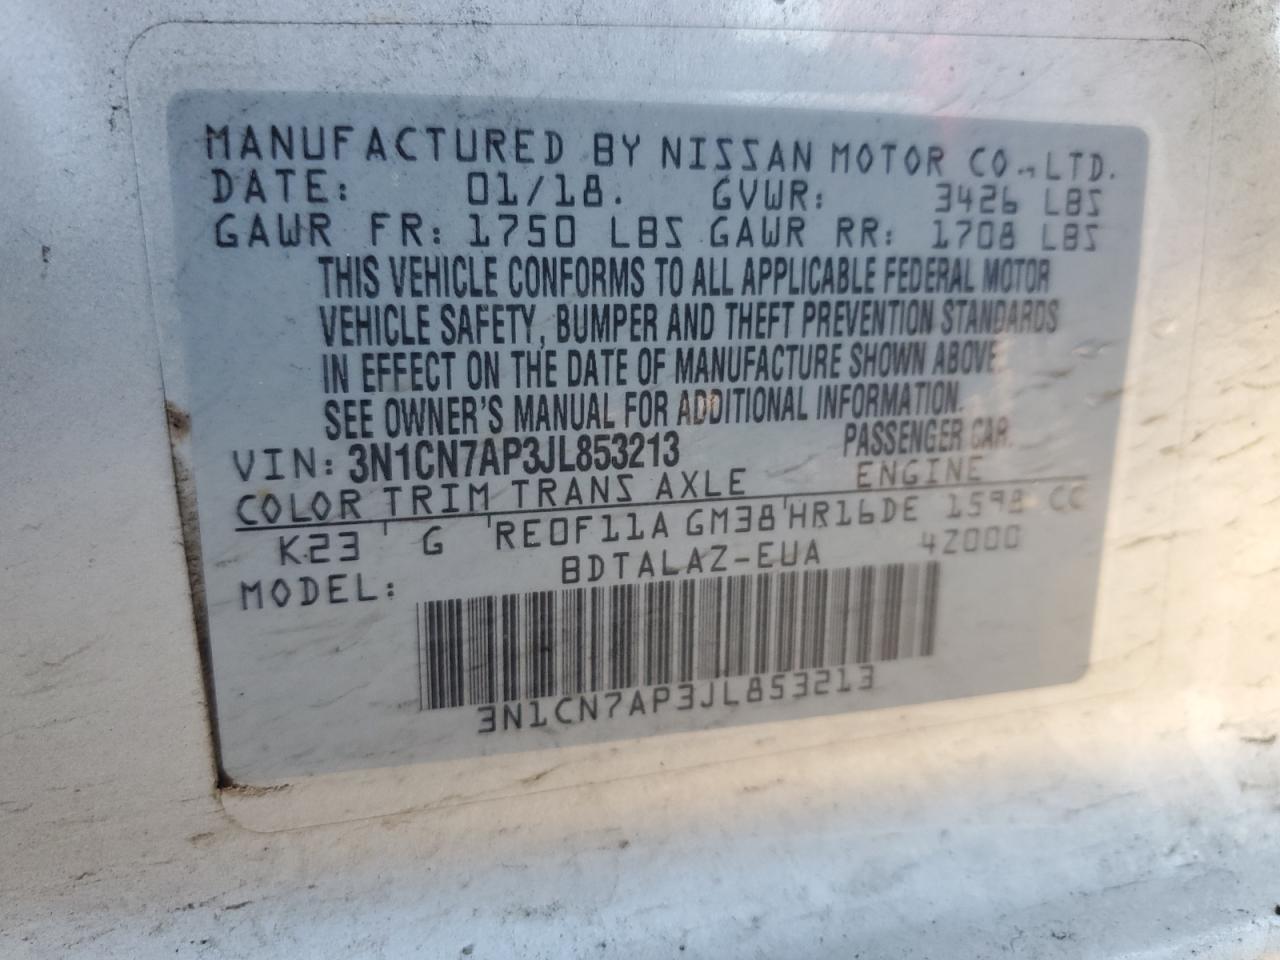 MANUFACTURED BY NISSAN MOTOR CO., LTD.
DATE: 01/18. GVWR: 3426 LBS
GAWR FR: 1750 LBS GAWR RR: 1708 LBS
THIS VEHICLE CONFORMS TO ALL APPLICABLE FEDERAL MOTOR
VEHICLE SAFETY, BUMPER AND THEFT PREVENTION STANDARDS
IN EFFECT ON THE DATE OF MANUFACTURE SHOWN ABOVE.
SEE OWNER'S MANUAL FOR ADDITIONAL INFORMATION.
VIN: 3N1CN7AP3JL853213 PASSENGER CAR.
COLOR TRIM TRANS AXLE ENGINE
K23 G RE0F11A GM38 HR16DE 1598 CC
MODEL: BDTALAZ-EUA 42000
3N1CN7AP3JL853213